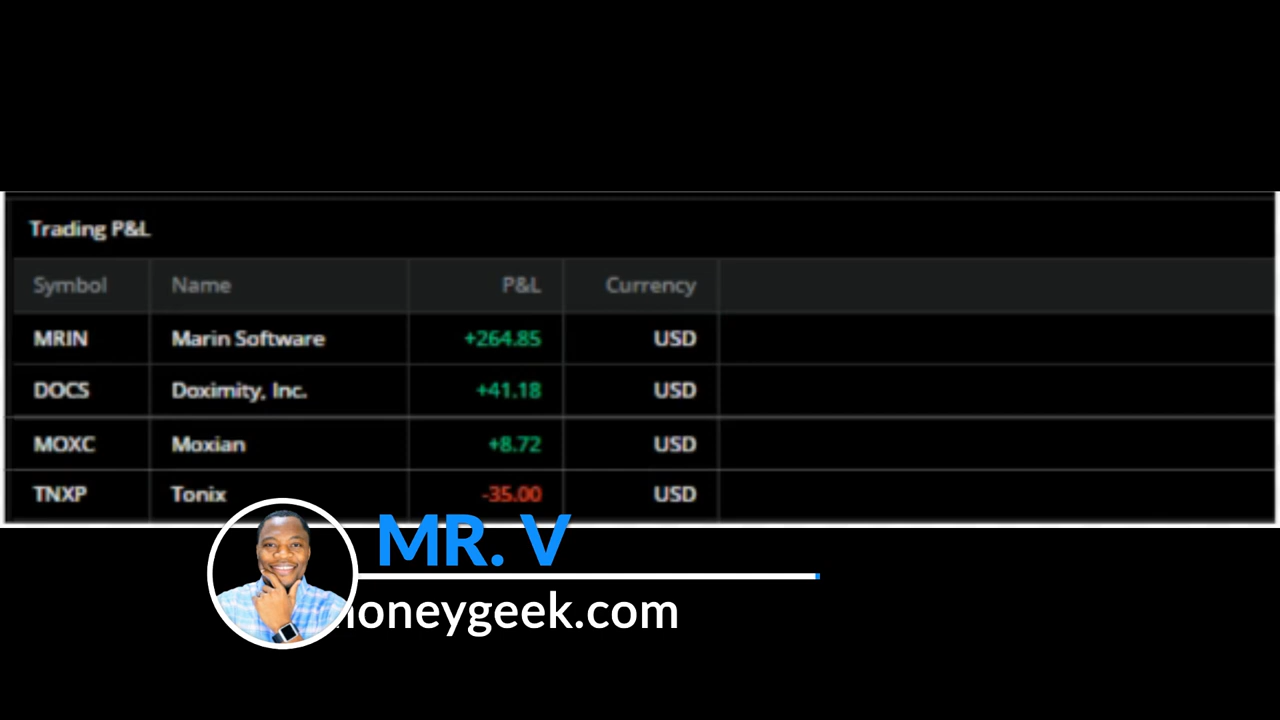 Trading P&L
Symbol Name P&L Currency
MRIN Marin Software +264.85 USD
DOCS Doximity, Inc. +41.18 USD
MOXC Moxian +8.72 USD
TNXP Tonix -35.00 USD
MR. V
oneygeek.com